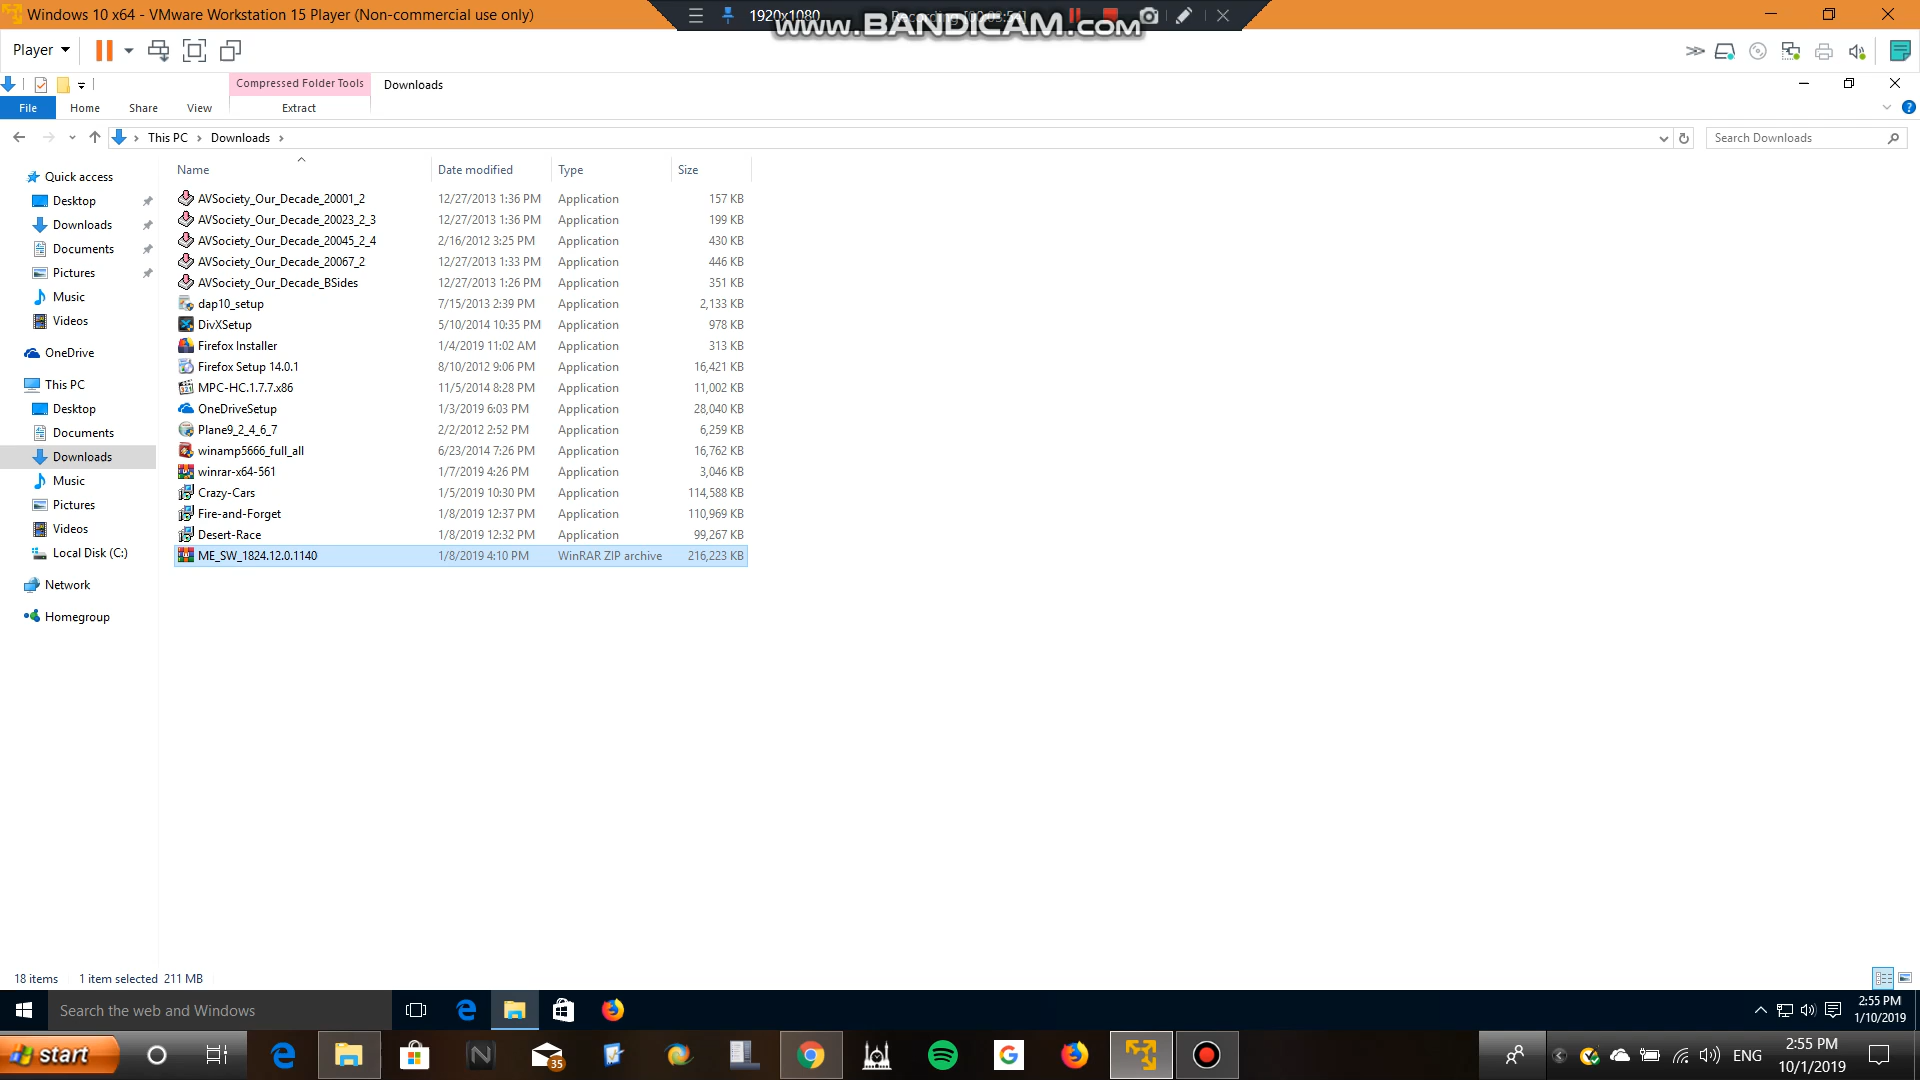 Windows 10 x64 - VMware Workstation 15 Player (Non-commercial use only)
1920x1080
www.BANDICAM.com
Player
Compressed Folder Tools
Downloads
File
Home
Share
View
Extract
This PC
Downloads
Search Downloads
Name
Date modified
Type
Size
Quick access
Desktop
Downloads
Documents
Pictures
Music
Videos
OneDrive
This PC
Desktop
Documents
Downloads
Music
Pictures
Videos
Local Disk (C:)
Network
Homegroup
AVSociety_Our_Decade_20001_2 12/27/2013 1:36 PM Application 157 KB
AVSociety_Our_Decade_20023_2_3 12/27/2013 1:36 PM Application 199 KB
AVSociety_Our_Decade_20045_2_4 2/16/2012 3:25 PM Application 430 KB
AVSociety_Our_Decade_20067_2 12/27/2013 1:33 PM Application 446 KB
AVSociety_Our_Decade_BSides 12/27/2013 1:26 PM Application 351 KB
dap10_setup 7/15/2013 2:39 PM Application 2,133 KB
DivXSetup 5/10/2014 10:35 PM Application 978 KB
Firefox Installer 1/4/2019 11:02 AM Application 313 KB
Firefox Setup 14.0.1 8/10/2012 9:06 PM Application 16,421 KB
MPC-HC.1.7.7.x86 11/5/2014 8:28 PM Application 11,002 KB
OneDriveSetup 1/3/2019 6:03 PM Application 28,040 KB
Plane9_2_4_6_7 2/2/2012 2:52 PM Application 6,259 KB
winamp5666_full_all 6/23/2014 7:26 PM Application 16,762 KB
winrar-x64-561 1/7/2019 4:26 PM Application 3,046 KB
Crazy-Cars 1/5/2019 10:30 PM Application 114,588 KB
Fire-and-Forget 1/8/2019 12:37 PM Application 110,969 KB
Desert-Race 1/8/2019 12:32 PM Application 99,267 KB
ME_SW_1824.12.0.1140 1/8/2019 4:10 PM WinRAR ZIP archive 216,223 KB
18 items 1 item selected 211 MB
Search the web and Windows
2:55 PM
1/10/2019
start
35
ENG
2:55 PM
10/1/2019